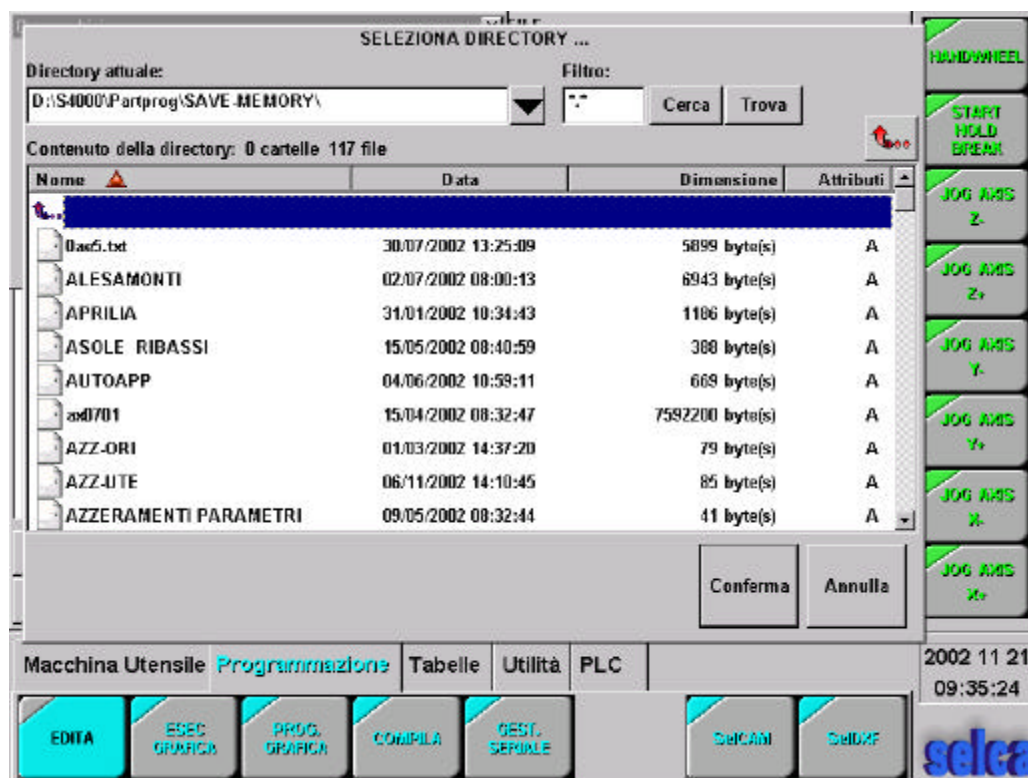 SELEZIONA DIRECTORY ...
Directory attuale:
Filtro:
D:\S4000\Partprog\SAVE-MEMORY\
*.*
Cerca
Trova
Contenuto della directory: 0 cartelle 117 file
Nome Data Dimensione Attributi
0ae5.txt 30/07/2002 13:25:09 5899 byte(s) A
ALESAMONTI 02/07/2002 08:00:13 6943 byte(s) A
APRILIA 31/01/2002 10:34:43 1186 byte(s) A
ASOLE RIBASSI 15/05/2002 08:40:59 388 byte(s) A
AUTOAPP 04/06/2002 10:59:11 669 byte(s) A
ax0701 15/04/2002 08:32:47 7592200 byte(s) A
AZZ-ORI 01/03/2002 14:37:20 79 byte(s) A
AZZ-UTE 06/11/2002 14:10:45 85 byte(s) A
AZZERAMENTI PARAMETRI 09/05/2002 08:32:44 41 byte(s) A
Conferma
Annulla
HANDWHEEL
START
HOLD
BREAK
JOG AXIS
Z-
JOG AXIS
Z+
JOG AXIS
Y-
JOG AXIS
Y+
JOG AXIS
X-
JOG AXIS
X+
Macchina Utensile Programmazione Tabelle Utilità PLC
2002 11 21
09:35:24
EDITA
ESEC
GRAFICA
PROG.
GRAFICA
COMPILA
GEST.
SERIALE
SelCAM
SelDXF
selca